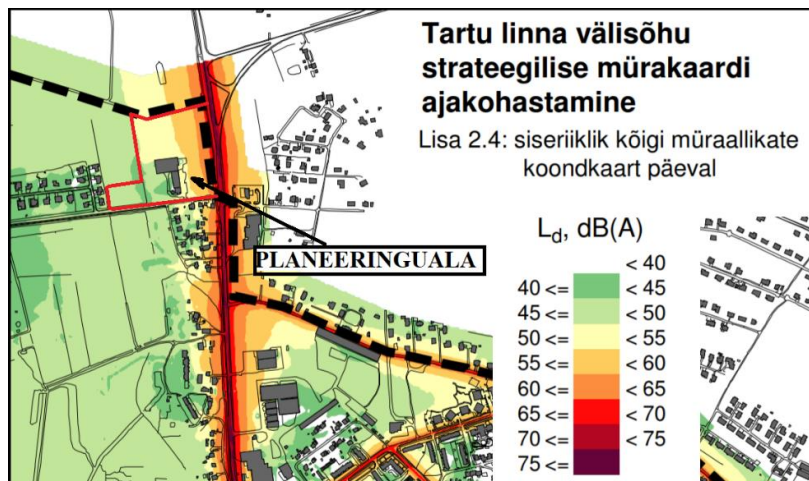 Tartu linna välisõhu
strateegilise mürakaardi
ajakohastamine
Lisa 2.4: siseriiklik kõigi müraallikate
koondkaart päeval
PLANEERINGUALA
L_d, dB(A)
< 40
40 <= < 45
45 <= < 50
50 <= < 55
55 <= < 60
60 <= < 65
65 <= < 70
70 <= < 75
75 <=